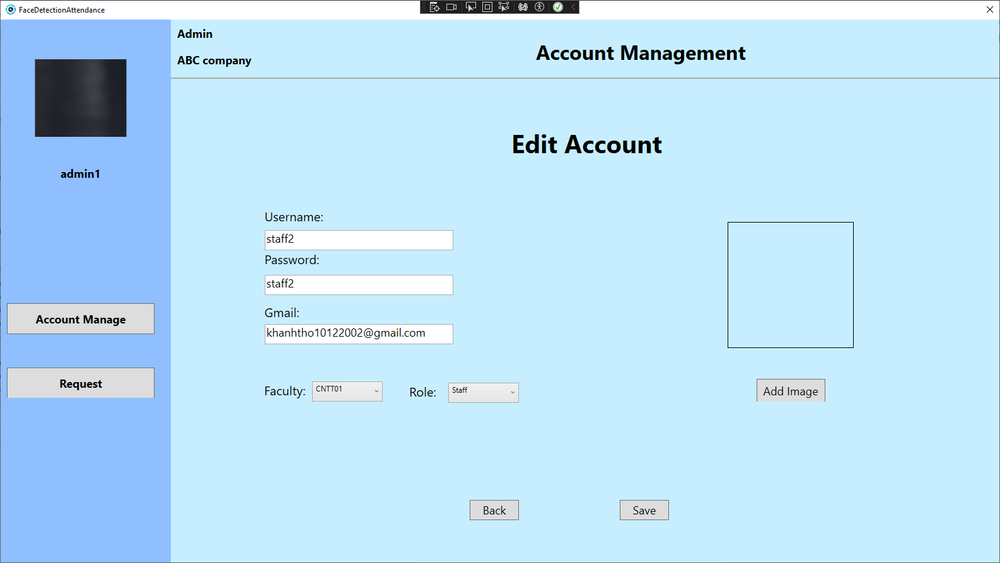 FaceDetectionAttendance
Admin
ABC company
Account Management
admin1
Account Manage
Request
Edit Account
Username:
staff2
Password:
staff2
Gmail:
khanhtho10122002@gmail.com
Faculty: CNTT01 Role: Staff
Add Image
Back Save